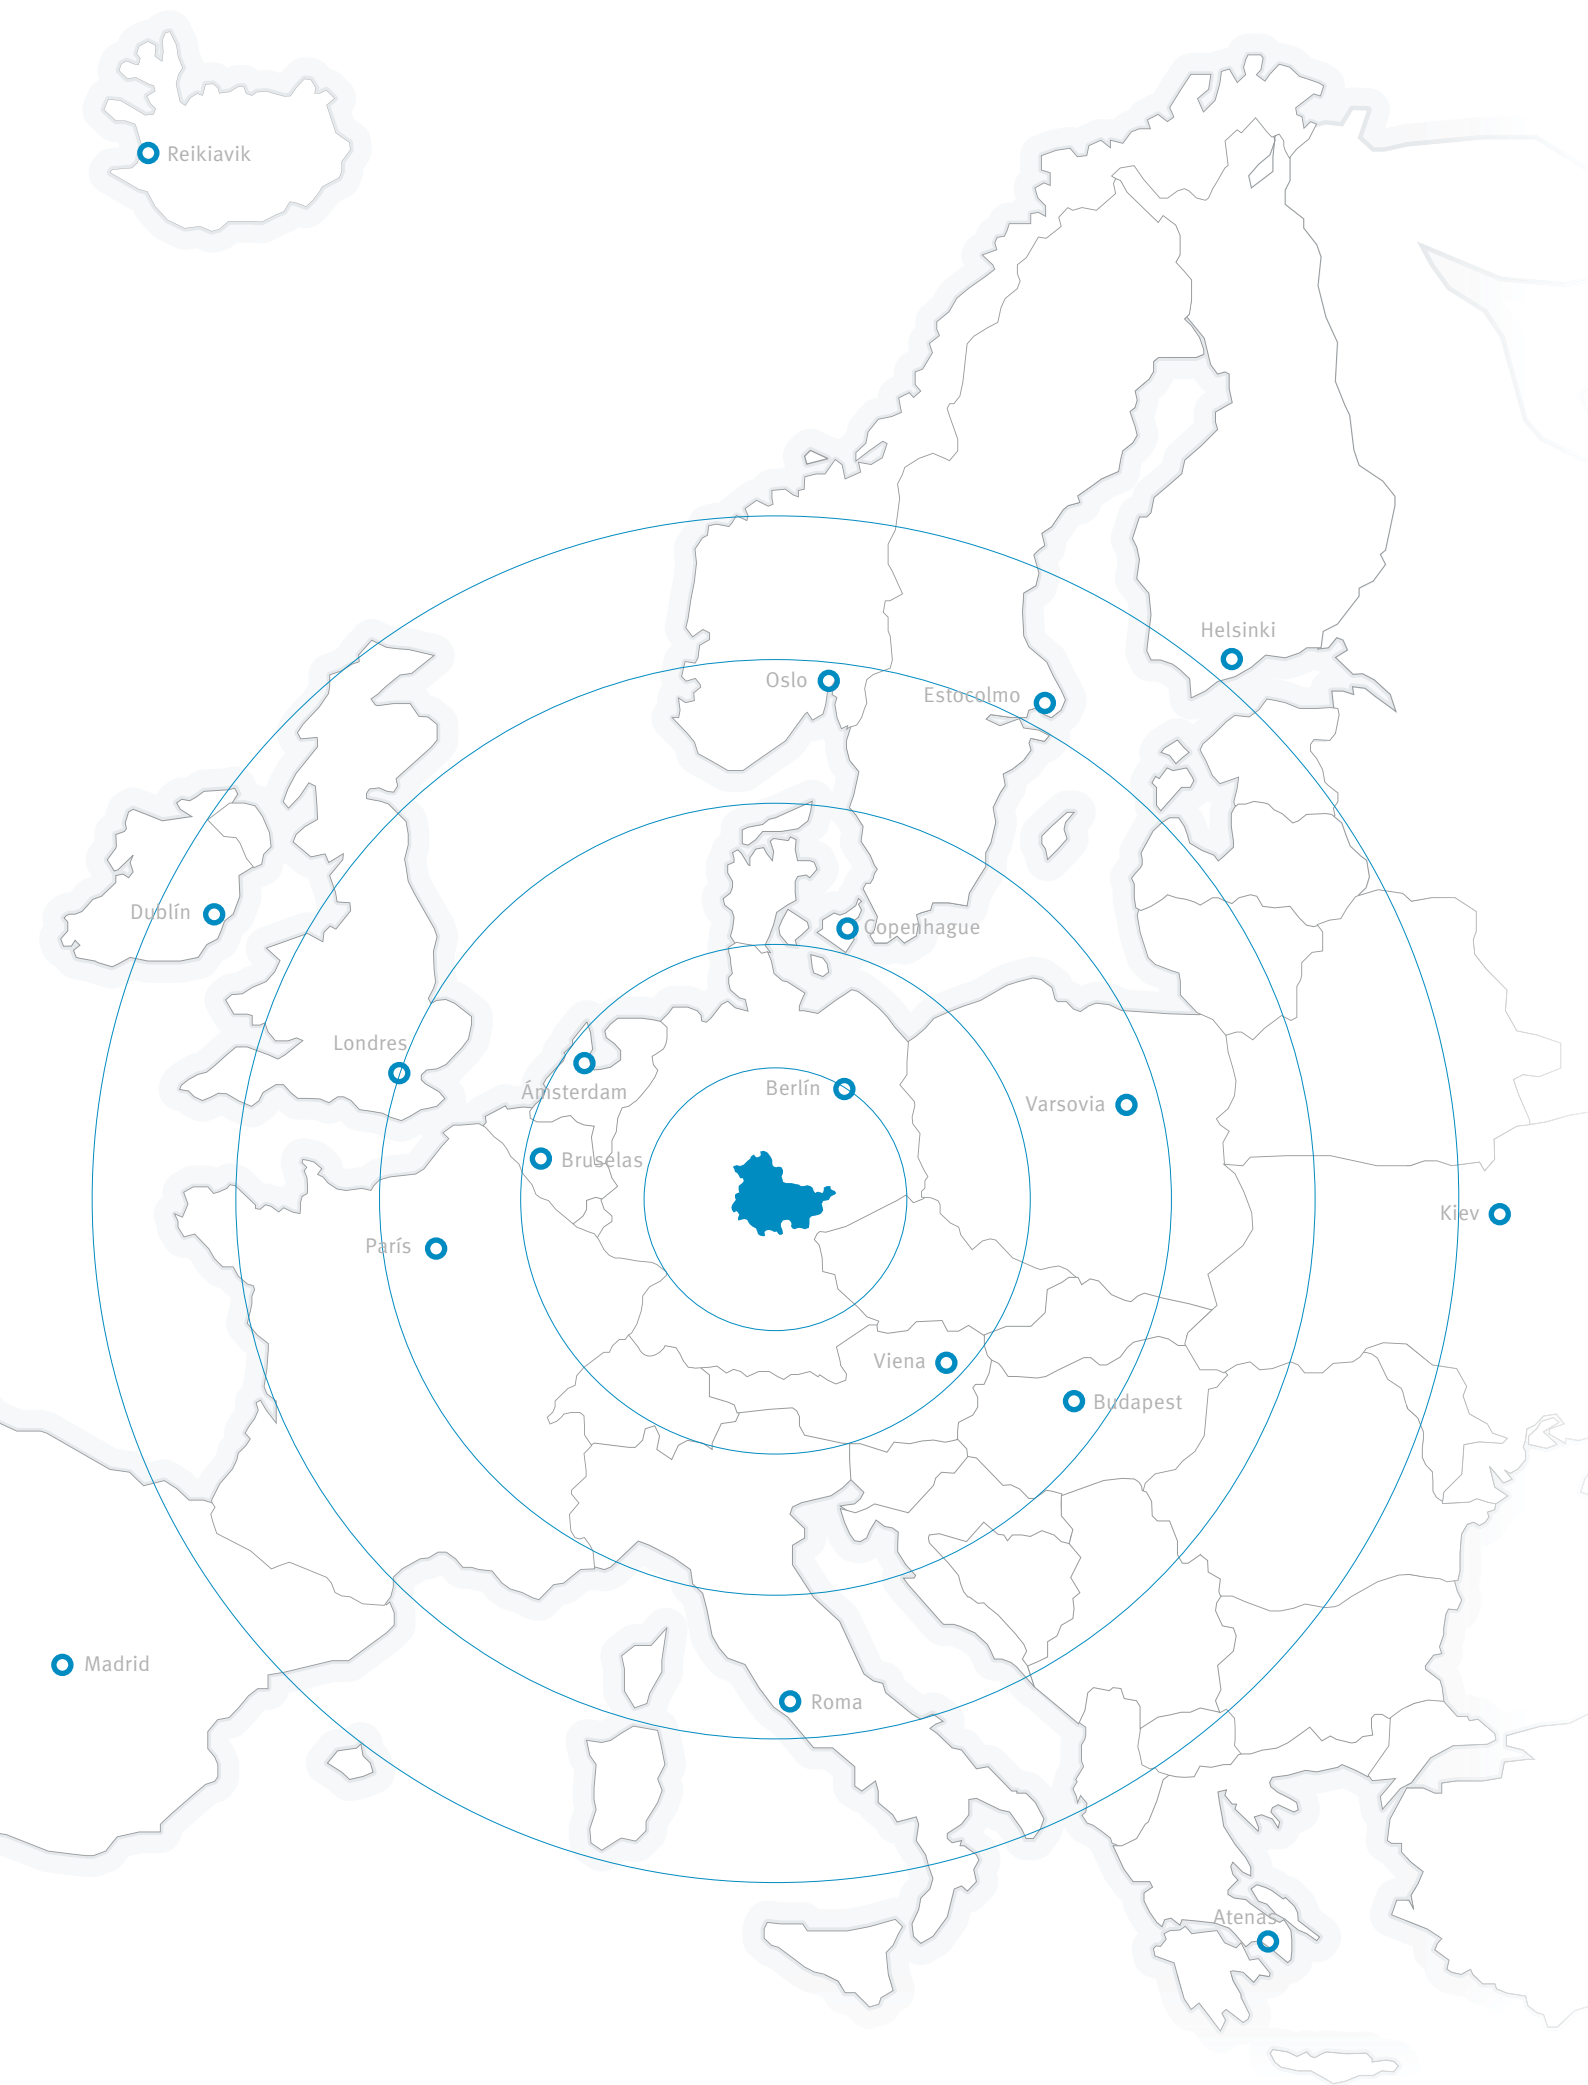 Reikiavik
Helsinki
Oslo
Estocolmo
Dublín
Copenhague
Londres
Ámsterdam
Berlín
Varsovia
Bruselas
Kiev
París
Viena
Budapest
Madrid
Roma
Atenas